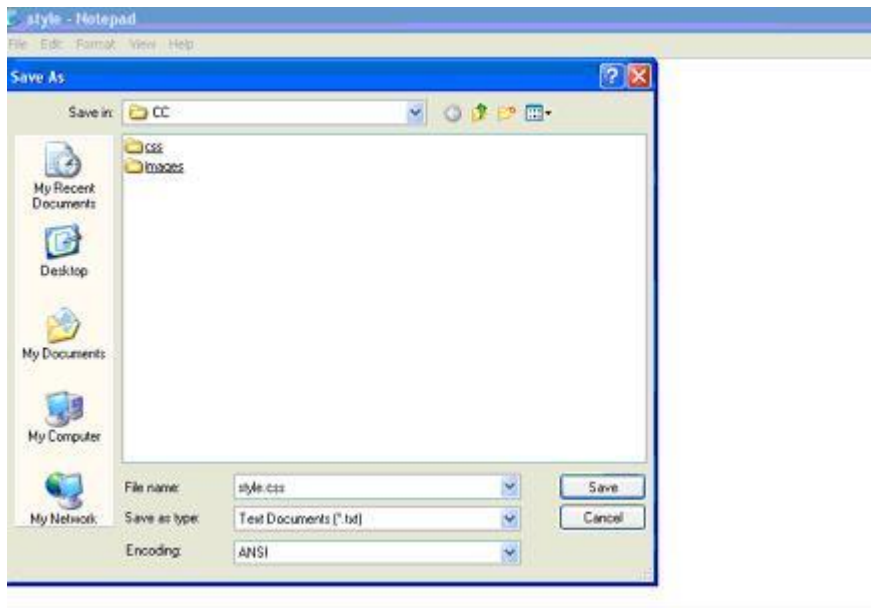 style - Notepad
File Edit Format View Help
Save As
Save in: CC
css
images
My Recent
Documents
Desktop
My Documents
My Computer
My Network
File name: style.css
Save as type: Text Documents (*.txt)
Encoding: ANSI
Save
Cancel